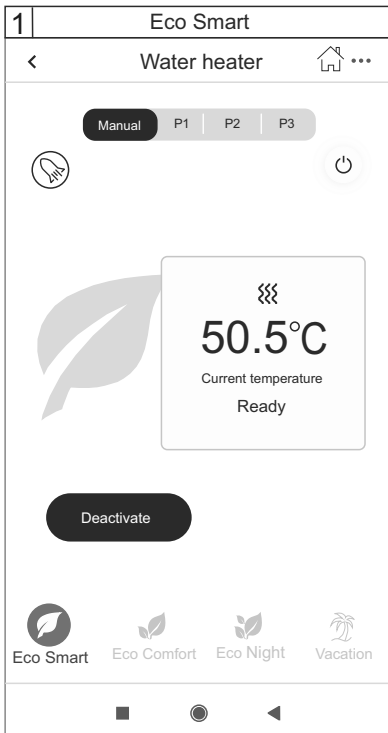 1 Eco Smart
Water heater
Manual P1 P2 P3
50.5°C
Current temperature
Ready
Deactivate
Eco Smart Eco Comfort Eco Night Vacation